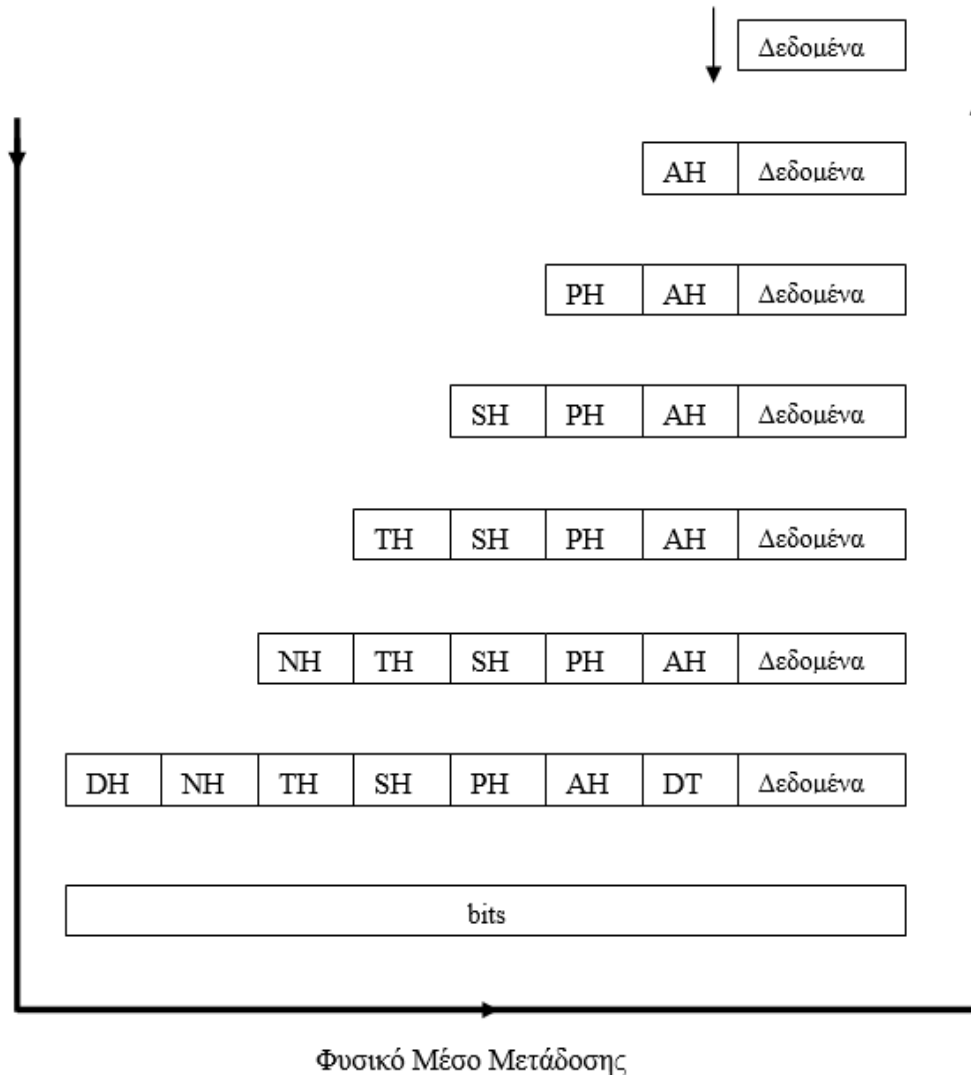 Δεδομένα
AH Δεδομένα
PH AH Δεδομένα
SH PH AH Δεδομένα
TH SH PH AH Δεδομένα
NH TH SH PH AH Δεδομένα
DH NH TH SH PH AH DT Δεδομένα
bits
Φυσικό Μέσο Μετάδοσης